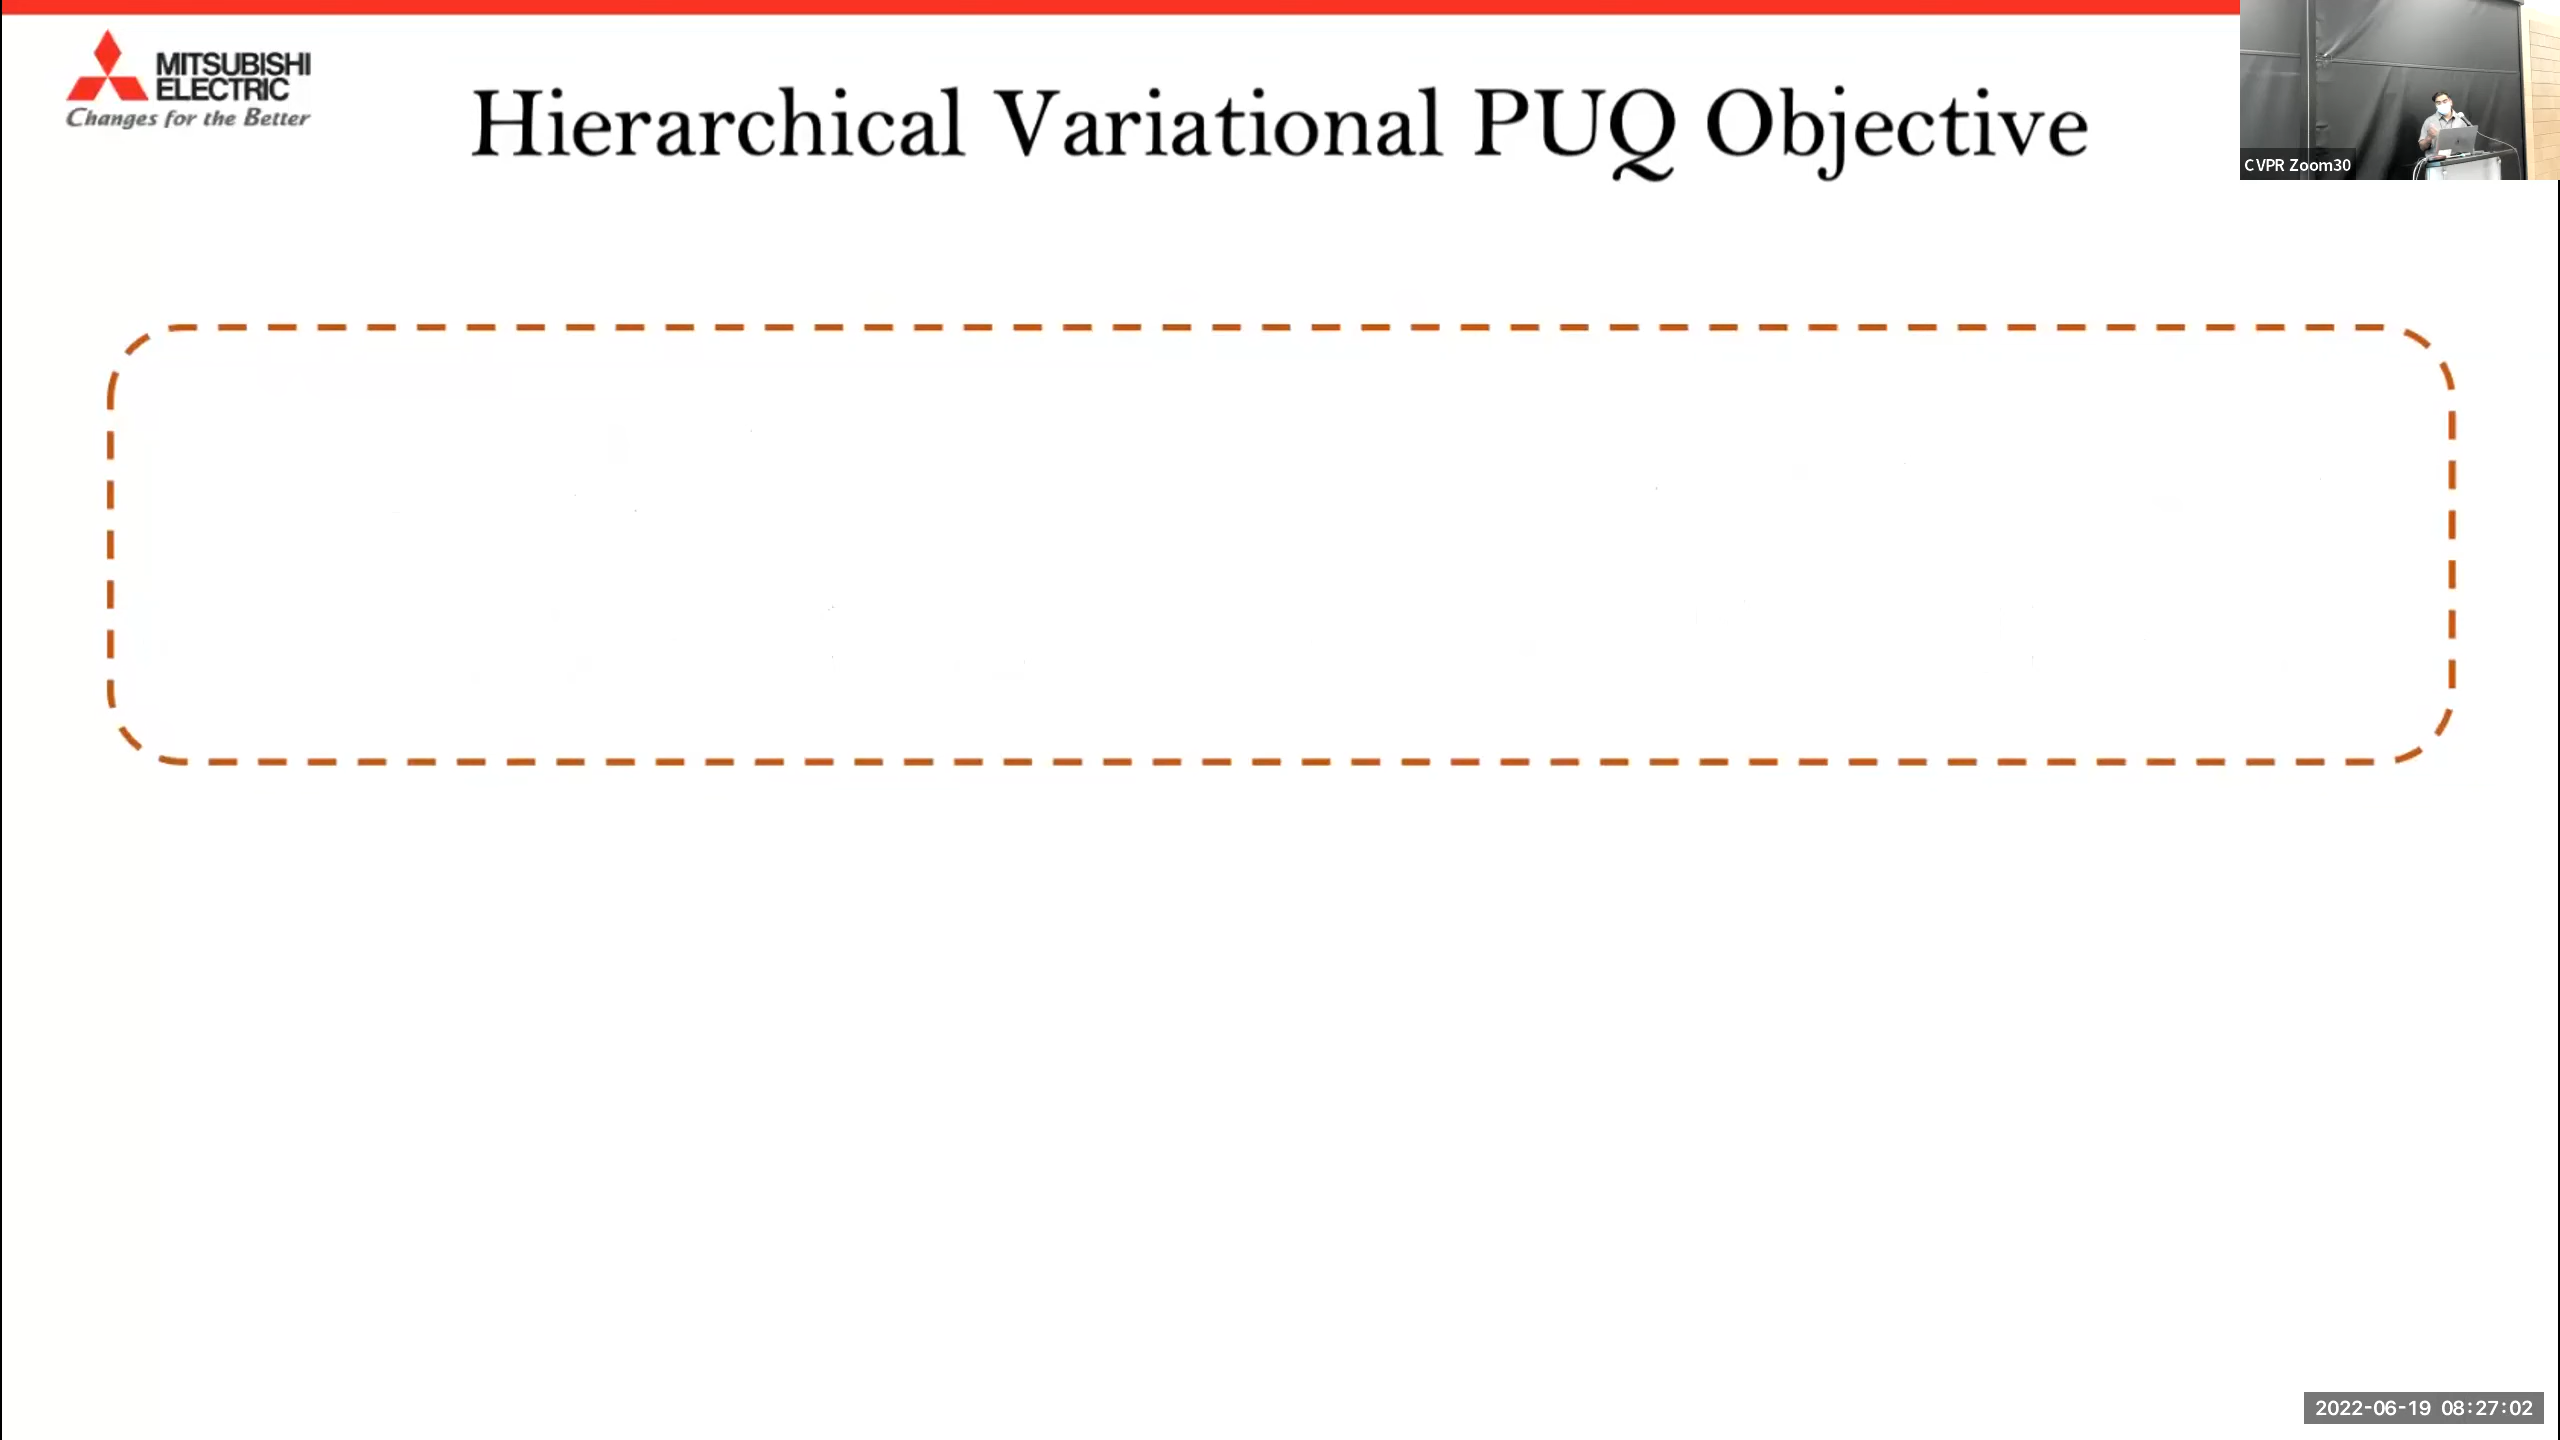 MITSUBISHI
ELECTRIC
Changes for the Better
Hierarchical Variational PUQ Objective
CVPR Zoom30
2022-06-19 08:27:02